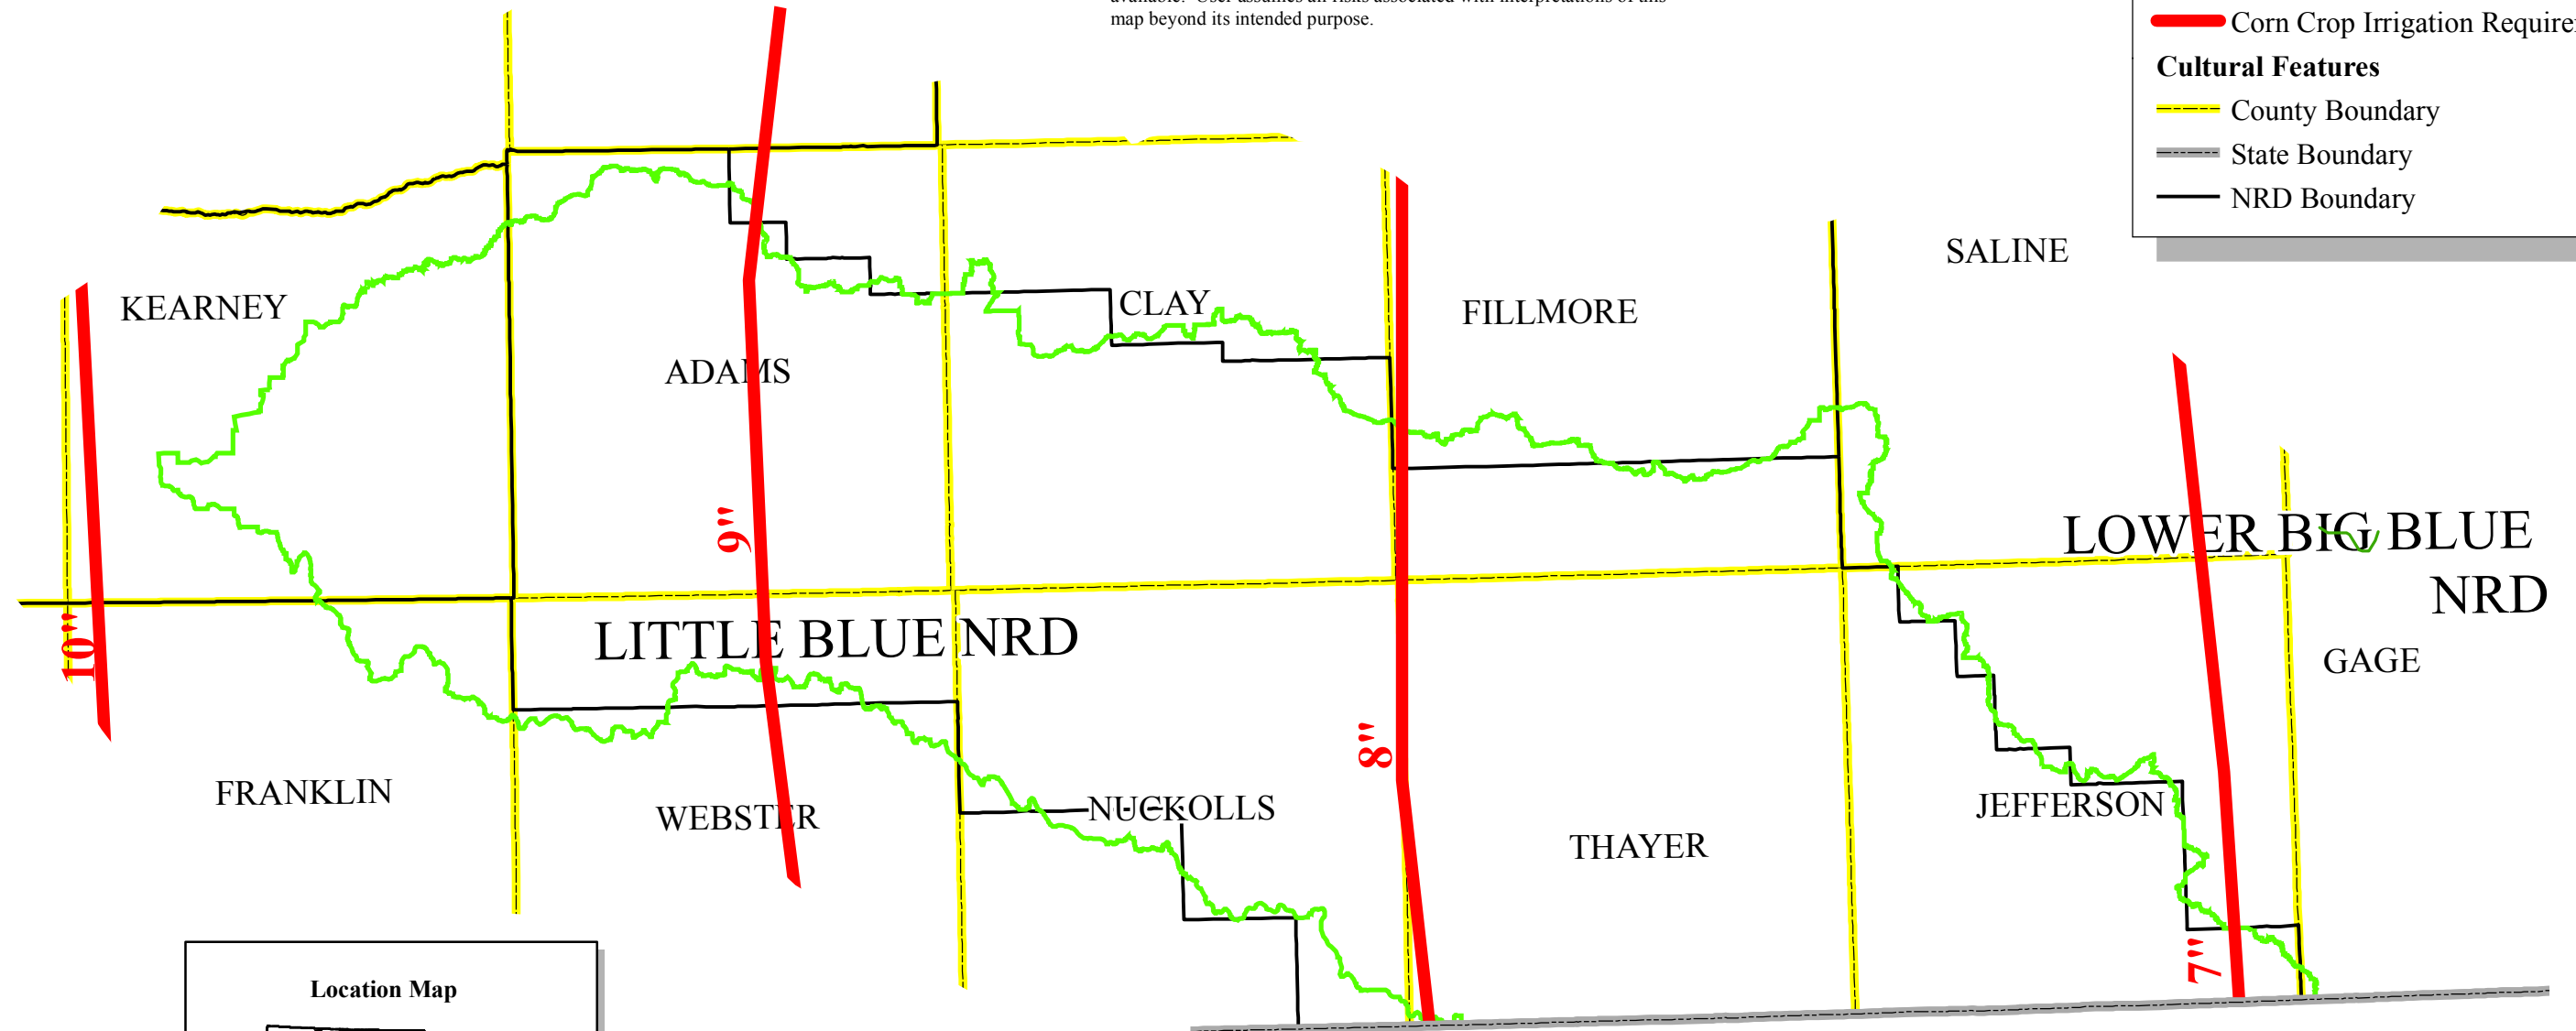 map beyond its intended purpose.
Corn Crop Irrigation
Cultural Features
County Boundary
State Boundary
NRD Boundary
SALINE
KEARNEY
CLAY
FILLMORE
ADAMS
9"
LOWER BIG BLUE
NRD
LITTLE BLUE NRD
10"
GAGE
8"
FRANKLIN
WEBSTER
NUCKOLLS
THAYER
JEFFERSON
7"
Location Map